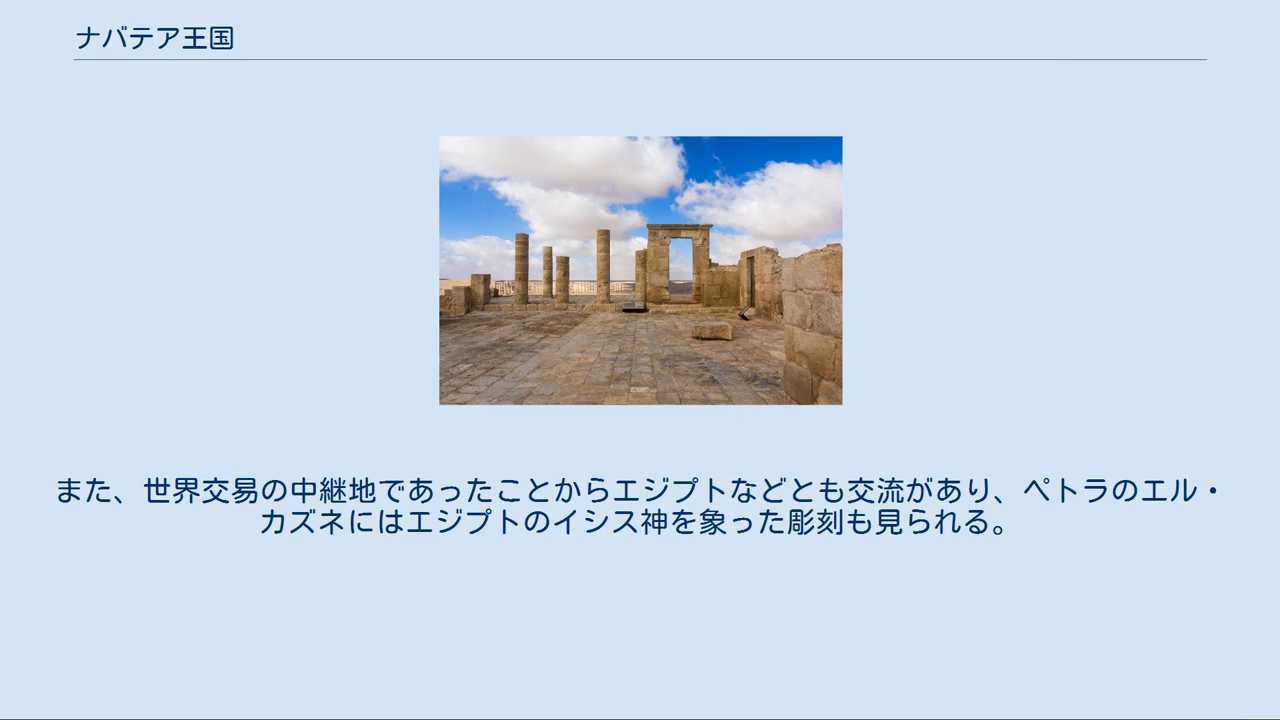 ナバテア王国
また、世界交易の中継地であったことからエジプトなどとも交流があり、ペトラのエル・
カズネにはエジプトのイシス神を象った彫刻も見られる。